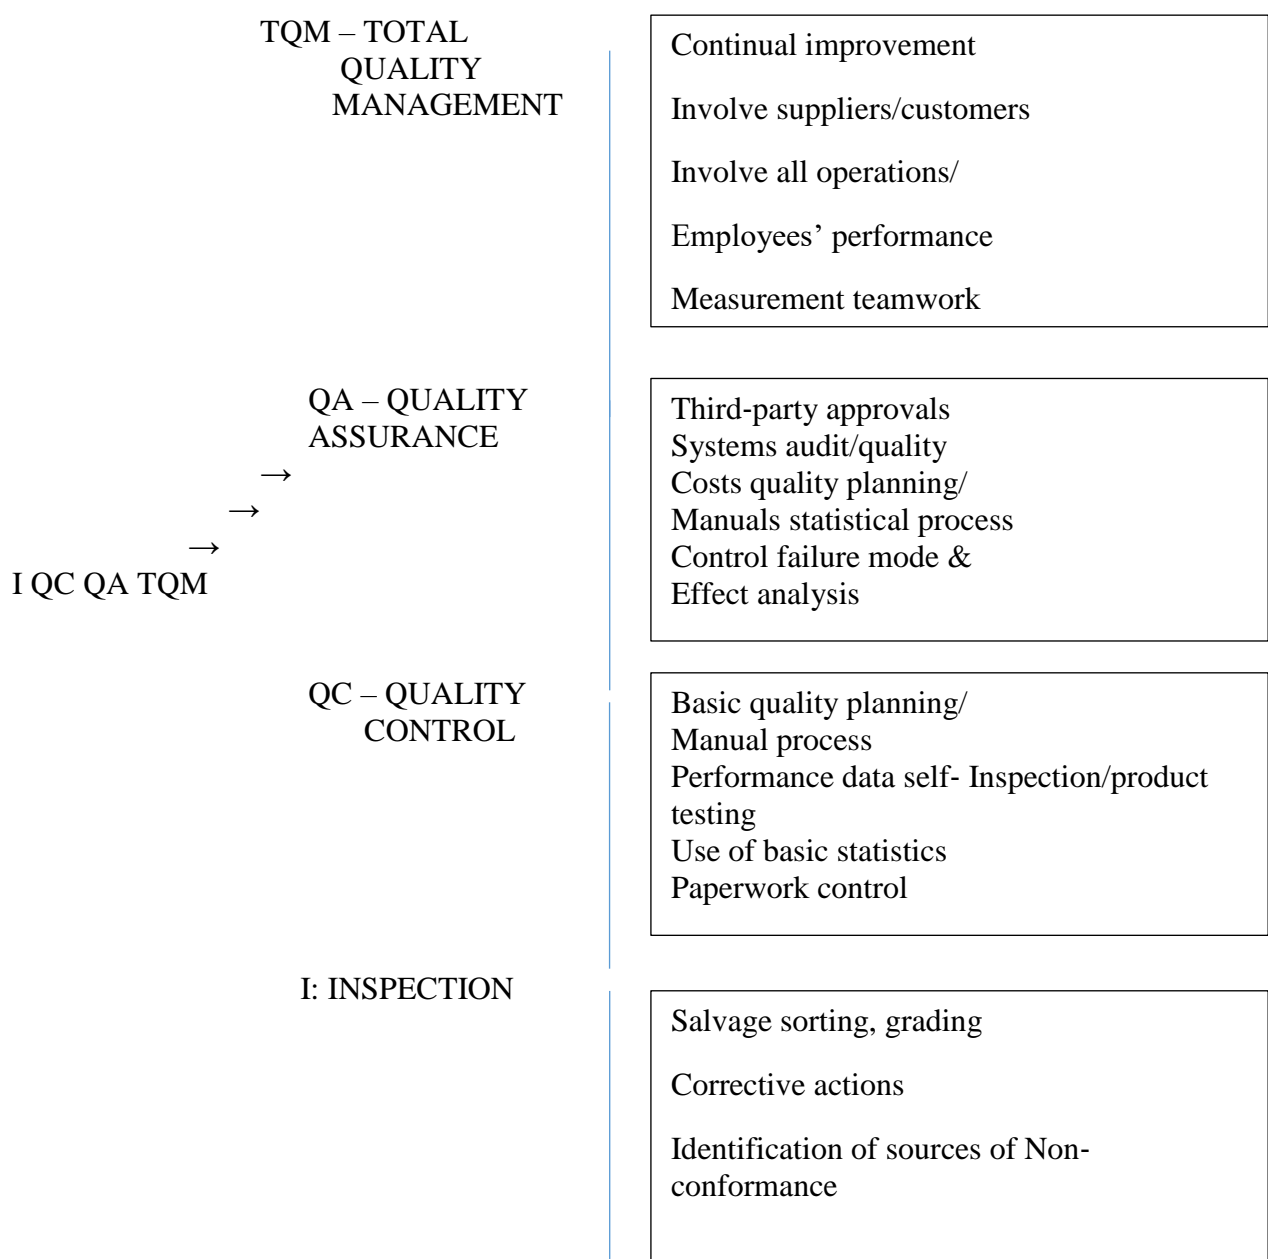 TQM – TOTAL
QUALITY
MANAGEMENT
Continual improvement
Involve suppliers/customers
Involve all operations/
Employees’ performance
Measurement teamwork
QA – QUALITY
ASSURANCE
→
→
→
I QC QA TQM
Third-party approvals
Systems audit/quality
Costs quality planning/
Manuals statistical process
Control failure mode &
Effect analysis
QC – QUALITY
CONTROL
Basic quality planning/
Manual process
Performance data self- Inspection/product
testing
Use of basic statistics
Paperwork control
I: INSPECTION
Salvage sorting, grading
Corrective actions
Identification of sources of Non-
conformance